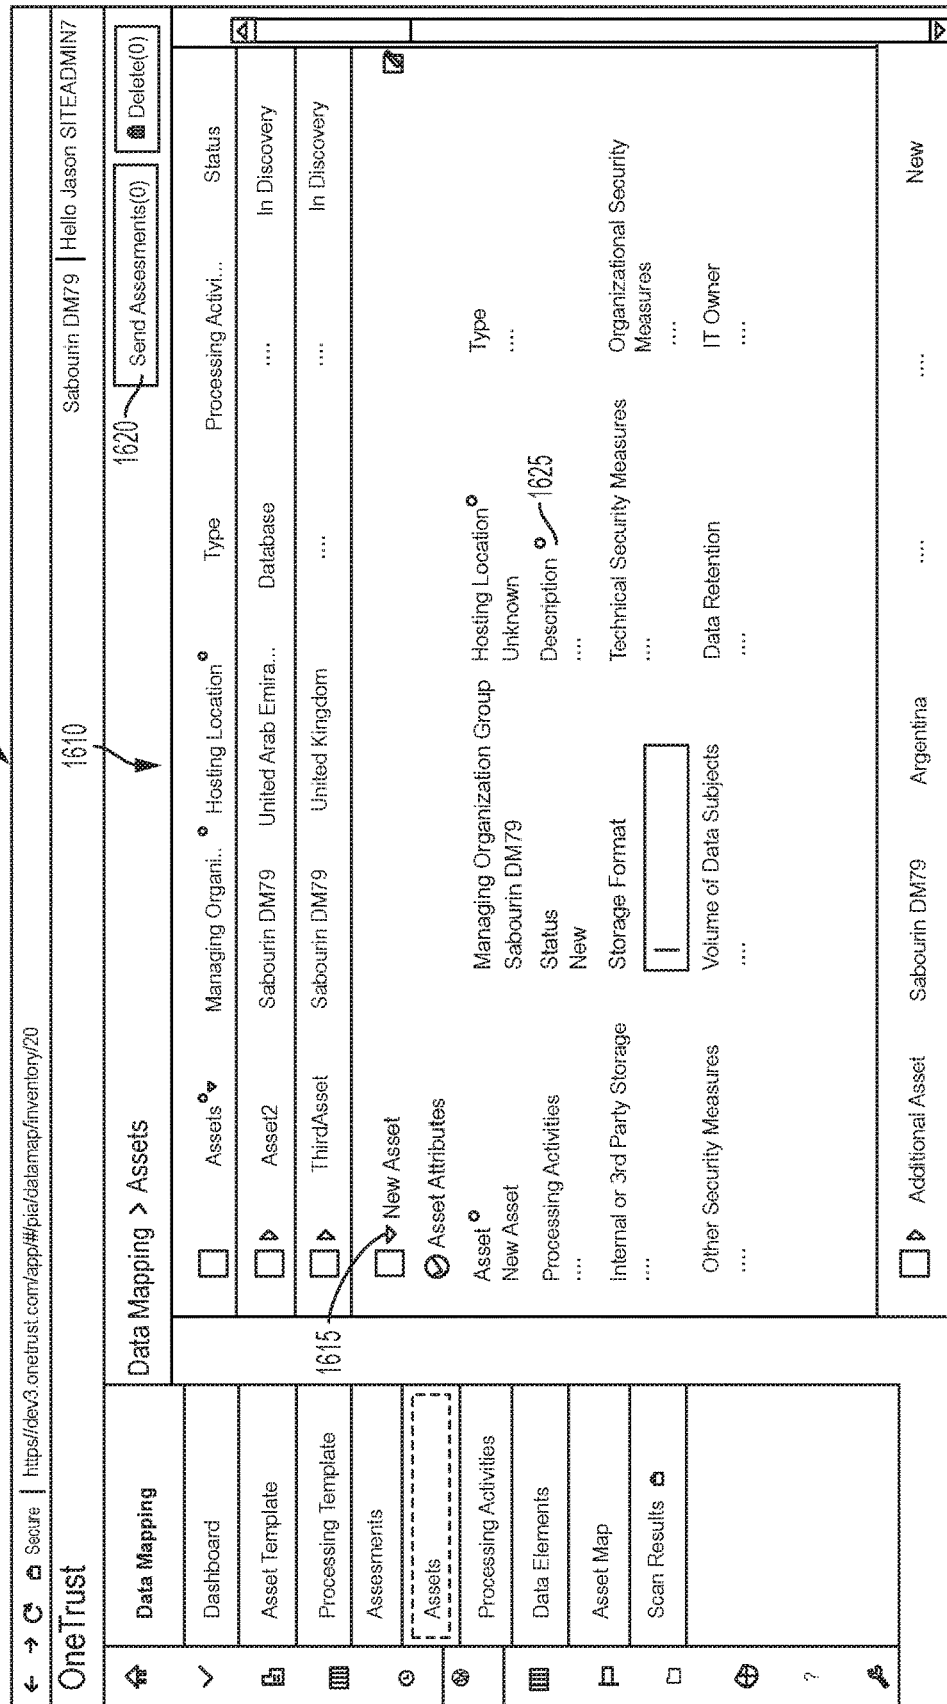 Secure | https//dev3.onetrust.com/app/#/pia/datamap/inventory/20
OneTrust
Sabourin DM79 | Hello Jason SITEADMIN7
1610
1620
Data Mapping
Data Mapping > Assets
Send Assesments(0)
Delete(0)
Dashboard
Asset Template
Processing Template
Assesments
Assets
Processing Activities
Data Elements
Asset Map
Scan Results
Assets Managing Organi.. Hosting Location Type Processing Activi... Status
Asset2 Sabourin DM79 United Arab Emira... Database .... In Discovery
ThirdAsset Sabourin DM79 United Kingdom .... .... In Discovery
1615
New Asset
Asset Attributes
Asset Managing Organization Group Hosting Location Type
New Asset Sabourin DM79 Unknown ....
Processing Activities Status Description 1625
.... New ....
Internal or 3rd Party Storage Storage Format Technical Security Measures Organizational Security
Measures
.... .... ....
Other Security Measures Volume of Data Subjects Data Retention IT Owner
.... .... .... ....
Additional Asset Sabourin DM79 Argentina .... .... New
?